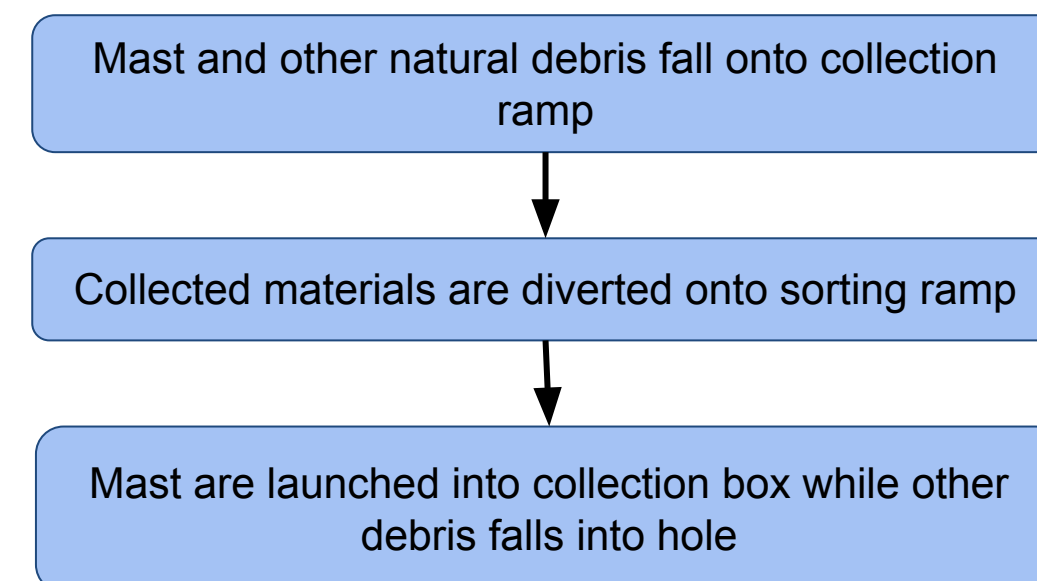 Mast and other natural debris fall onto collection
ramp
Collected materials are diverted onto sorting ramp
Mast are launched into collection box while other
debris falls into hole